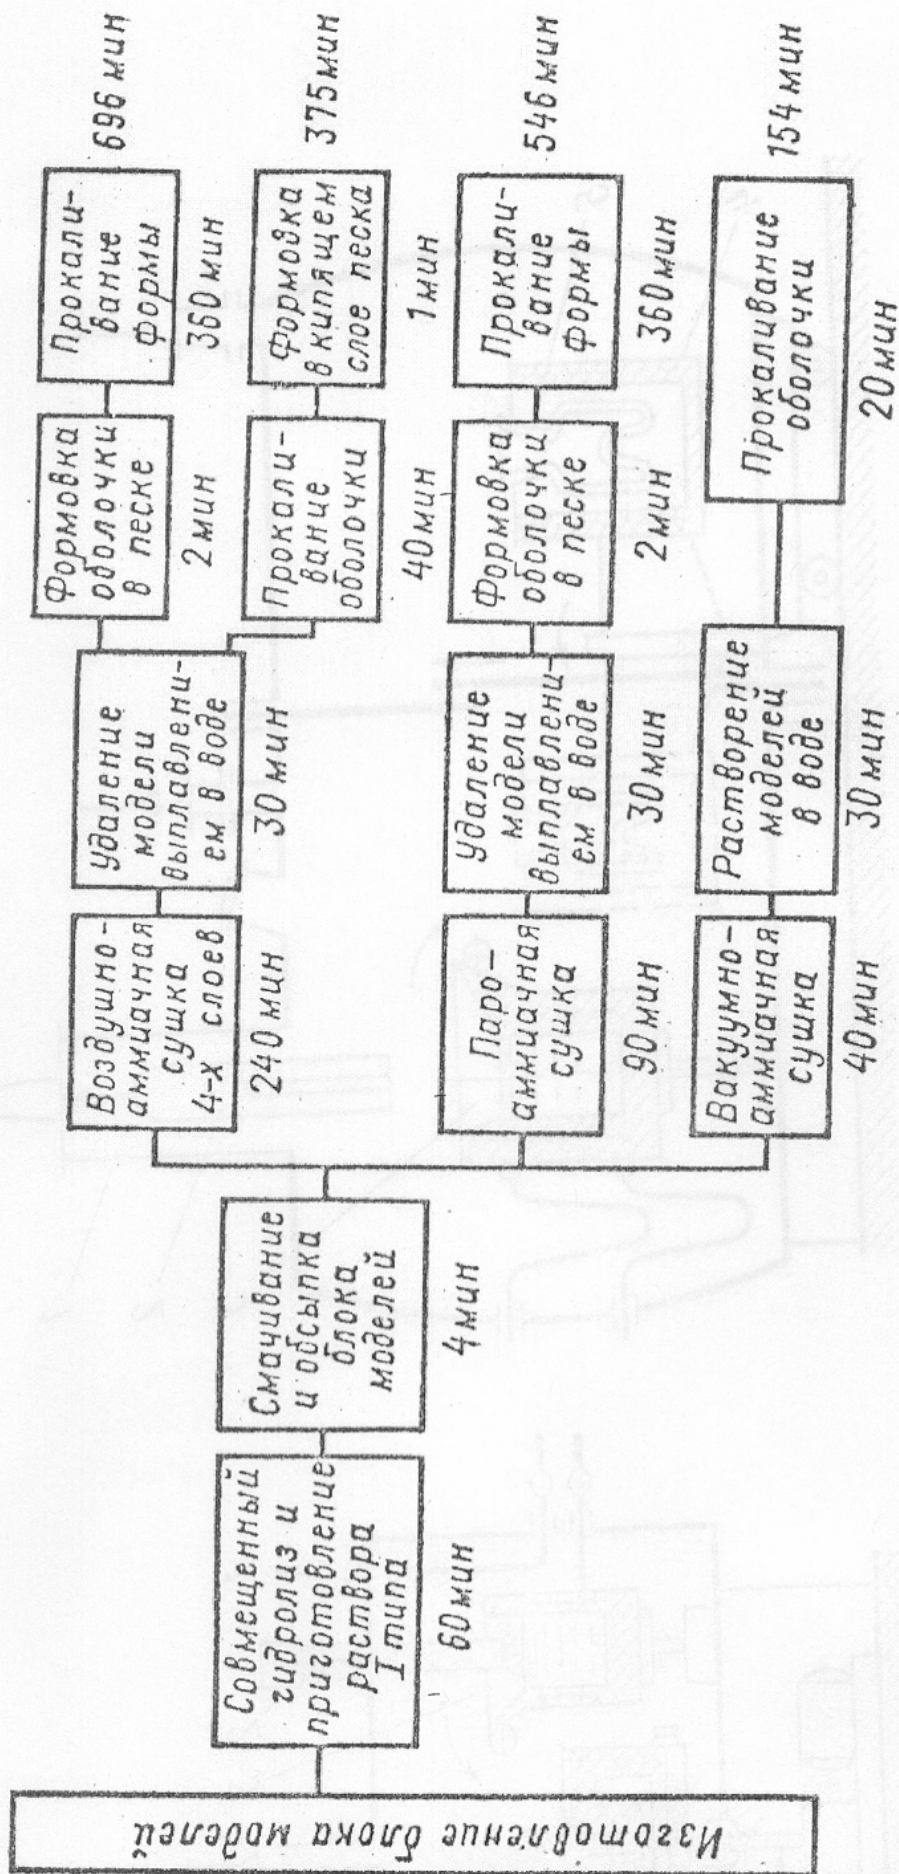 Изготовление блока моделей
Совмещенный
гидролиз и
приготовление
раствора
I типа
60 мин
Смачивание
и обсыпка
блока
моделей
4 мин
Воздушно-
аммиачная
сушка
4-х слоев
240 мин
Удаление
модели
выплавлени-
ем в воде
30 мин
Формовка
оболочки
в песке
2 мин
Прокали-
вание
формы
360 мин
696 мин
Прокали-
вание
оболочки
40 мин
Формовка
в кипящем
слое песка
1 мин
375 мин
Паро-
аммиачная
сушка
90 мин
Удаление
модели
выплавлени-
ем в воде
30 мин
Формовка
оболочки
в песке
2 мин
Прокали-
вание
формы
360 мин
546 мин
Вакуумно-
аммиачная
сушка
40 мин
Растворение
моделей
в воде
30 мин
Прокаливание
оболочки
20 мин
154 мин